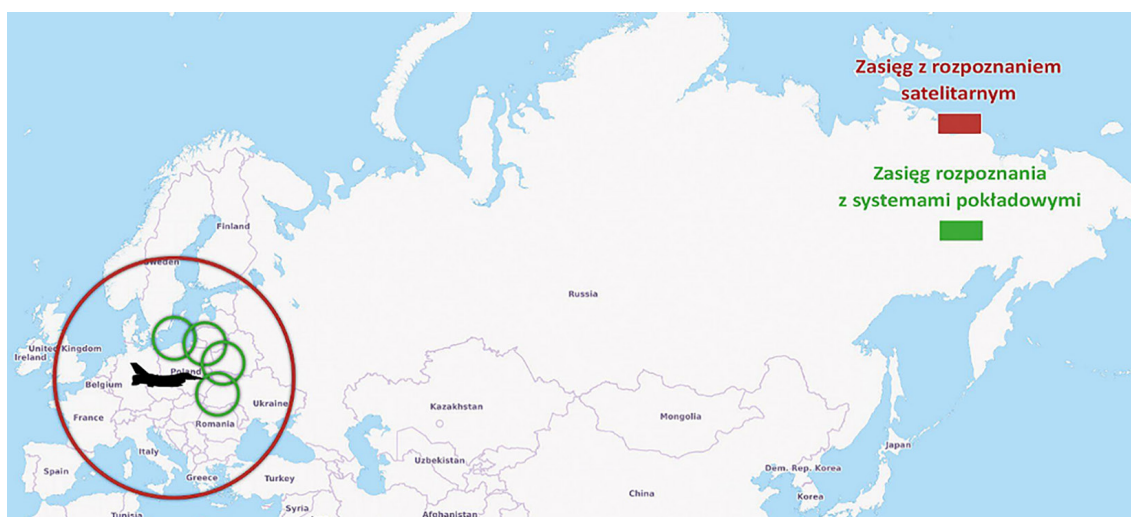 Zasięg z rozpoznaniem
satelitarnym
Zasięg rozpoznania
z systemami pokładowymi
Finland
Sweden
Russia
United Kingdom
Ireland
Poland
Belgium
Ukraine
France
Kazakhstan
Mongolia
Romania
Japan
Italy
Uzbekistan
Dem. Rep. Korea
Spain
Greece
Turkey
China
Korea
Syria
Afghanistan
Tunisia